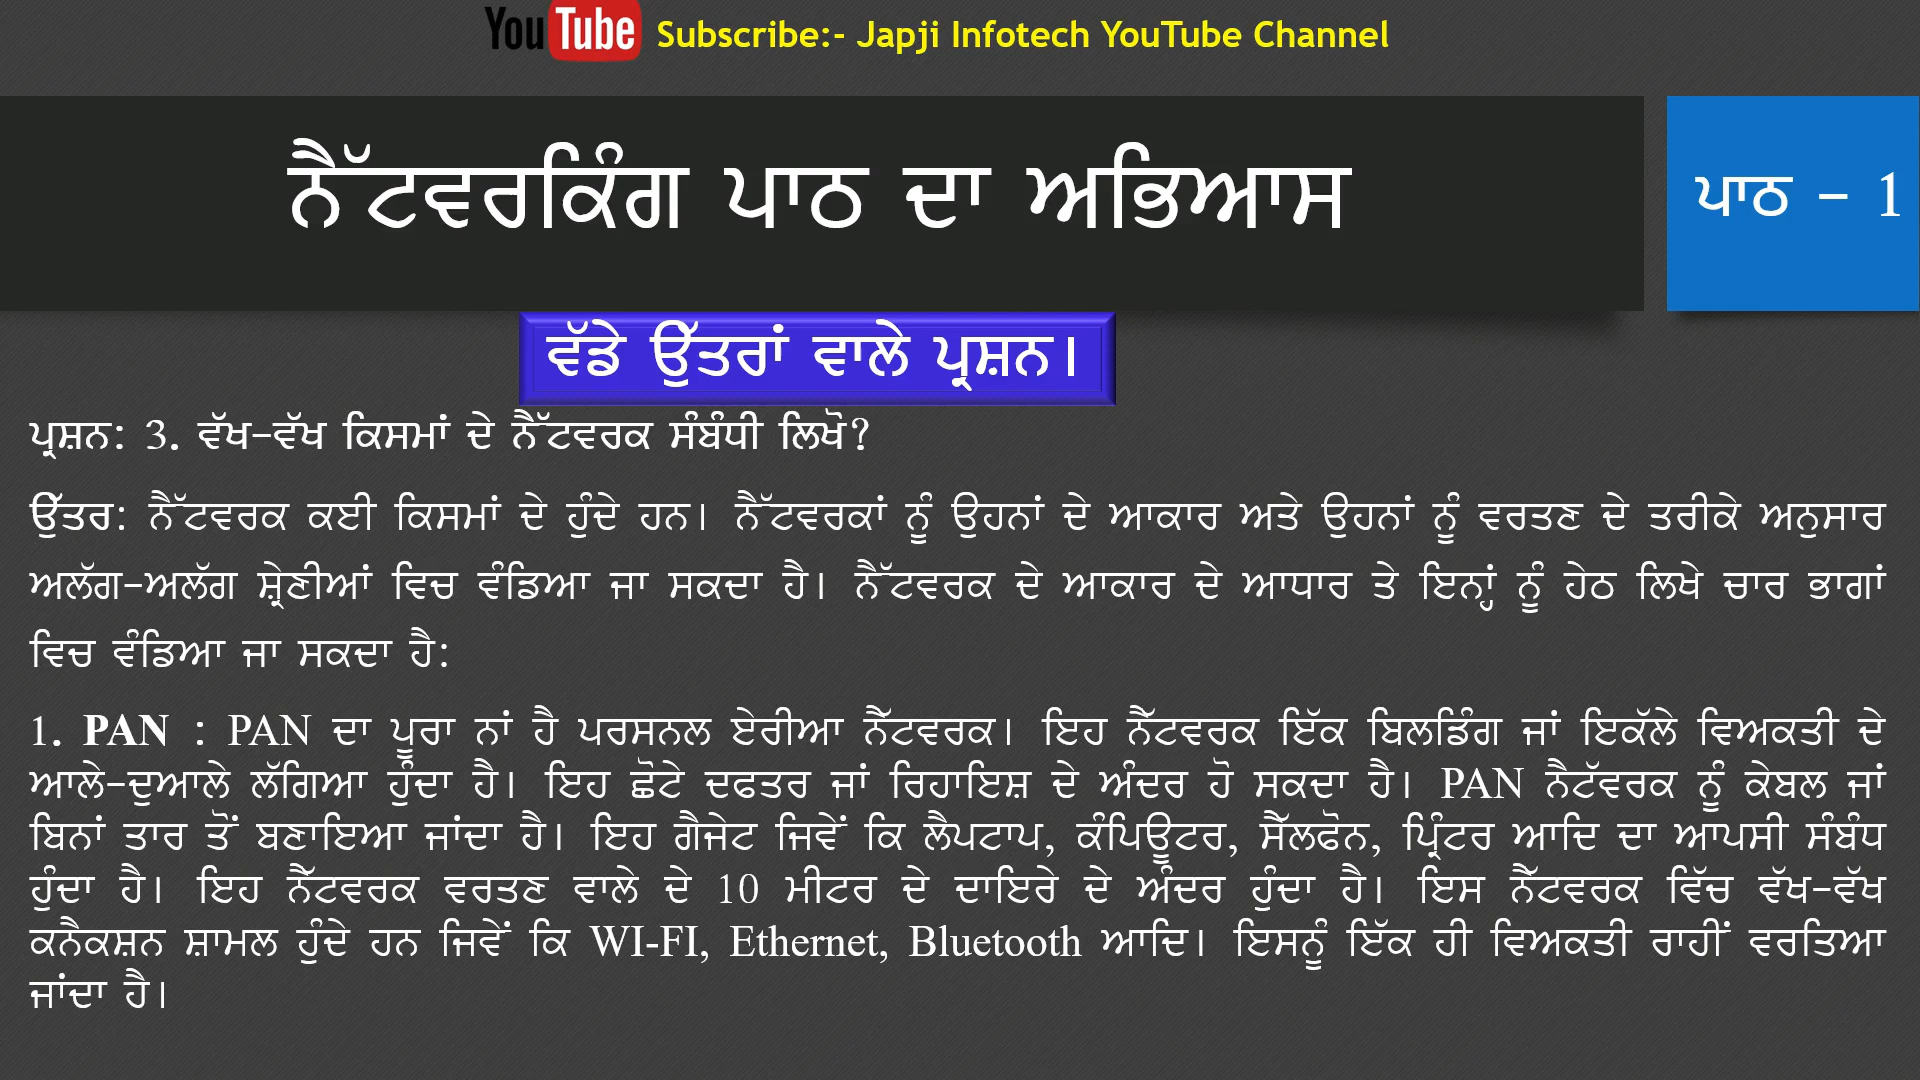 YouTube Subscribe:- Japji Infotech YouTube Channel
ਨੈੱਟਵਰਕਿੰਗ ਪਾਠ ਦਾ ਅਭਿਆਸ
ਪਾਠ - 1
ਵੱਡੇ ਉੱਤਰਾਂ ਵਾਲੇ ਪ੍ਰਸ਼ਨ।
ਪ੍ਰਸ਼ਨ: 3. ਵੱਖ-ਵੱਖ ਕਿਸਮਾਂ ਦੇ ਨੈੱਟਵਰਕ ਸੰਬੰਧੀ ਲਿਖੋ?
ਉੱਤਰ: ਨੈੱਟਵਰਕ ਕਈ ਕਿਸਮਾਂ ਦੇ ਹੁੰਦੇ ਹਨ। ਨੈੱਟਵਰਕਾਂ ਨੂੰ ਉਹਨਾਂ ਦੇ ਆਕਾਰ ਅਤੇ ਉਹਨਾਂ ਨੂੰ ਵਰਤਣ ਦੇ ਤਰੀਕੇ ਅਨੁਸਾਰ
ਅਲੱਗ-ਅਲੱਗ ਸ਼੍ਰੇਣੀਆਂ ਵਿਚ ਵੰਡਿਆ ਜਾ ਸਕਦਾ ਹੈ। ਨੈੱਟਵਰਕ ਦੇ ਆਕਾਰ ਦੇ ਆਧਾਰ ਤੇ ਇਨ੍ਹਾਂ ਨੂੰ ਹੇਠ ਲਿਖੇ ਚਾਰ ਭਾਗਾਂ
ਵਿਚ ਵੰਡਿਆ ਜਾ ਸਕਦਾ ਹੈ:
1. PAN : PAN ਦਾ ਪੂਰਾ ਨਾਂ ਹੈ ਪਰਸਨਲ ਏਰੀਆ ਨੈੱਟਵਰਕ। ਇਹ ਨੈੱਟਵਰਕ ਇੱਕ ਬਿਲਡਿੰਗ ਜਾਂ ਇਕੱਲੇ ਵਿਅਕਤੀ ਦੇ
ਆਲੇ-ਦੁਆਲੇ ਲੱਗਿਆ ਹੁੰਦਾ ਹੈ। ਇਹ ਛੋਟੇ ਦਫਤਰ ਜਾਂ ਰਿਹਾਇਸ਼ ਦੇ ਅੰਦਰ ਹੋ ਸਕਦਾ ਹੈ। PAN ਨੈਟੱਵਰਕ ਨੂੰ ਕੇਬਲ ਜਾਂ
ਬਿਨਾਂ ਤਾਰ ਤੋਂ ਬਣਾਇਆ ਜਾਂਦਾ ਹੈ। ਇਹ ਗੈਜੇਟ ਜਿਵੇਂ ਕਿ ਲੈਪਟਾਪ, ਕੰਪਿਊਟਰ, ਸੈੱਲਫੋਨ, ਪ੍ਰਿੰਟਰ ਆਦਿ ਦਾ ਆਪਸੀ ਸੰਬੰਧ
ਹੁੰਦਾ ਹੈ। ਇਹ ਨੈੱਟਵਰਕ ਵਰਤਣ ਵਾਲੇ ਦੇ 10 ਮੀਟਰ ਦੇ ਦਾਇਰੇ ਦੇ ਅੰਦਰ ਹੁੰਦਾ ਹੈ। ਇਸ ਨੈੱਟਵਰਕ ਵਿੱਚ ਵੱਖ-ਵੱਖ
ਕਨੈਕਸ਼ਨ ਸ਼ਾਮਲ ਹੁੰਦੇ ਹਨ ਜਿਵੇਂ ਕਿ WI-FI, Ethernet, Bluetooth ਆਦਿ। ਇਸਨੂੰ ਇੱਕ ਹੀ ਵਿਅਕਤੀ ਰਾਹੀਂ ਵਰਤਿਆ
ਜਾਂਦਾ ਹੈ।